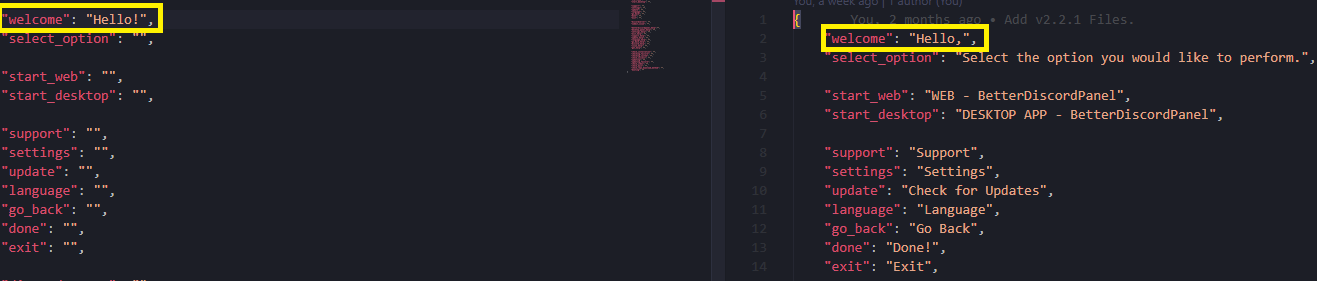 "welcome": "Hello!",
"select_option": "",
"start_web": "",
"start_desktop": "",
"support": "",
"settings": "",
"update": "",
"language": "",
"go_back": "",
"done": "",
"exit": "",
You, a week ago | 1 author (You)
1 { You, 2 months ago • Add v2.2.1 Files.
2 "welcome": "Hello,",
3 "select_option": "Select the option you would like to perform.",
4
5 "start_web": "WEB - BetterDiscordPanel",
6 "start_desktop": "DESKTOP APP - BetterDiscordPanel",
7
8 "support": "Support",
9 "settings": "Settings",
10 "update": "Check for Updates",
11 "language": "Language",
12 "go_back": "Go Back",
13 "done": "Done!",
14 "exit": "Exit",